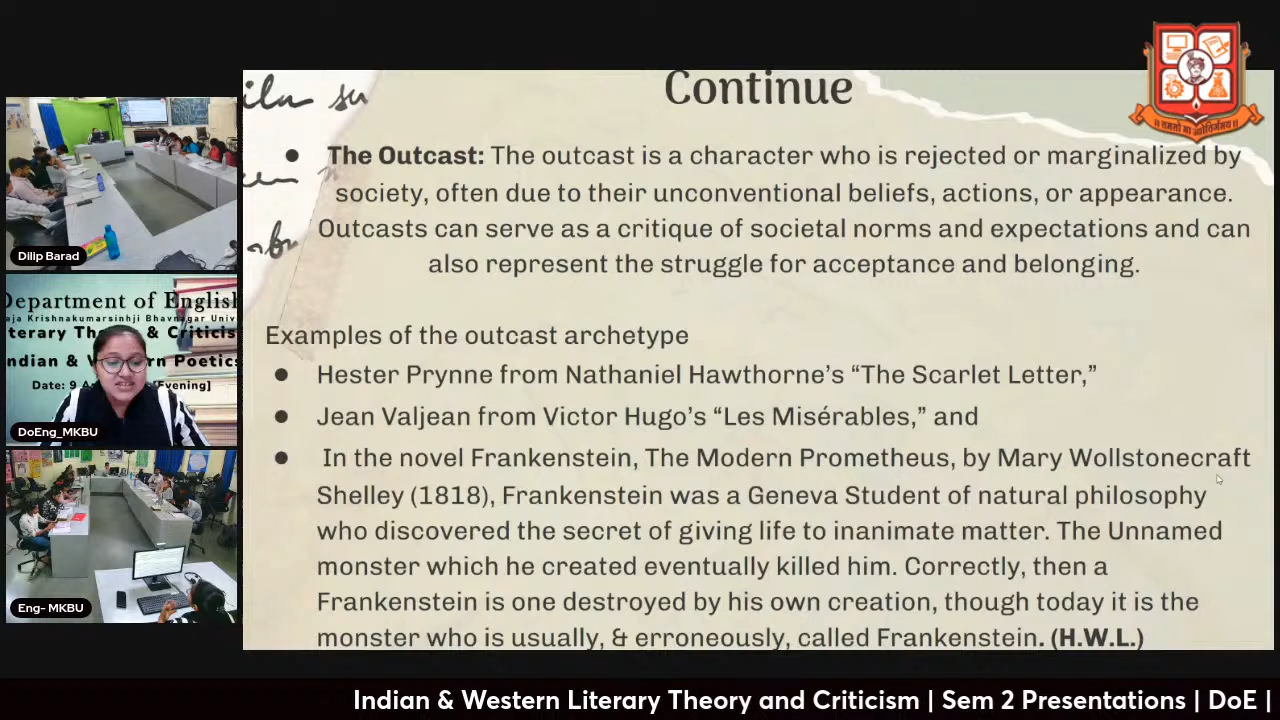 Continue
● The Outcast: The outcast is a character who is rejected or marginalized by
society, often due to their unconventional beliefs, actions, or appearance.
Outcasts can serve as a critique of societal norms and expectations and can
also represent the struggle for acceptance and belonging.
Examples of the outcast archetype
● Hester Prynne from Nathaniel Hawthorne’s “The Scarlet Letter,”
● Jean Valjean from Victor Hugo’s “Les Misérables,” and
● In the novel Frankenstein, The Modern Prometheus, by Mary Wollstonecraft
Shelley (1818), Frankenstein was a Geneva Student of natural philosophy
who discovered the secret of giving life to inanimate matter. The Unnamed
monster which he created eventually killed him. Correctly, then a
Frankenstein is one destroyed by his own creation, though today it is the
monster who is usually, & erroneously, called Frankenstein. (H.W.L.)
Dilip Barad
Department of English
Krishnakumarsinhji Bhavnagar
& Criticis
Poetics
Date: 9
[Evening]
DoEng_MKBU
Eng- MKBU
Indian & Western Literary Theory and Criticism | Sem 2 Presentations | DoE |